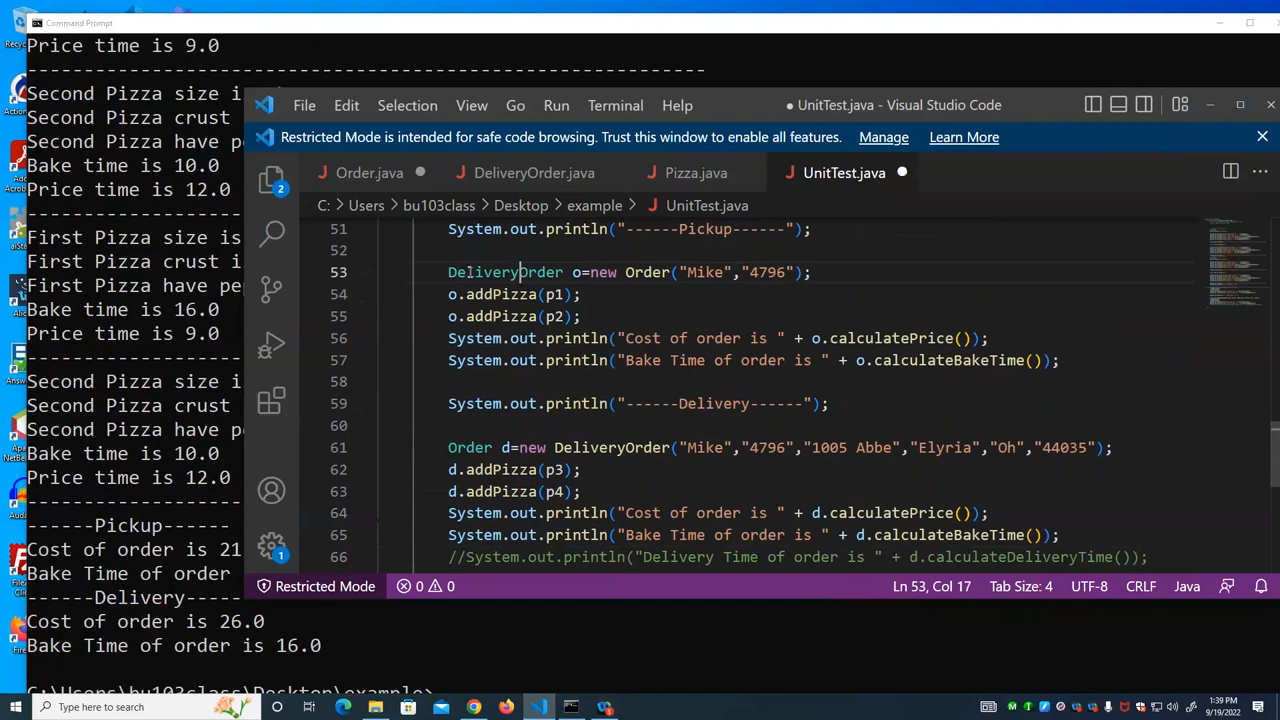 Command Prompt
Price time is 9.0
----------------------------------------------------------------
Second Pizza size is
Second Pizza crust
Second Pizza have pe
Bake time is 10.0
Price time is 12.0
First Pizza size is
First Pizza crust i
First Pizza have pep
Bake time is 16.0
Price time is 9.0
Second Pizza size i
Second Pizza crust
Second Pizza have pe
Bake time is 10.0
Price time is 12.0
------Pickup------
Cost of order is 21
Bake Time of order
------Delivery------
Cost of order is 26.0
Bake Time of order is 16.0
C:\Users\bu103class\Desktop\example>
File Edit Selection View Go Run Terminal Help
● UnitTest.java - Visual Studio Code
Restricted Mode is intended for safe code browsing. Trust this window to enable all features. Manage Learn More
Order.java DeliveryOrder.java Pizza.java UnitTest.java
C: > Users > bu103class > Desktop > example > UnitTest.java
51 System.out.println("------Pickup------");
52
53 DeliveryOrder o=new Order("Mike","4796");
54 o.addPizza(p1);
55 o.addPizza(p2);
56 System.out.println("Cost of order is " + o.calculatePrice());
57 System.out.println("Bake Time of order is " + o.calculateBakeTime());
58
59 System.out.println("------Delivery------");
60
61 Order d=new DeliveryOrder("Mike","4796","1005 Abbe","Elyria","Oh","44035");
62 d.addPizza(p3);
63 d.addPizza(p4);
64 System.out.println("Cost of order is " + d.calculatePrice());
65 System.out.println("Bake Time of order is " + d.calculateBakeTime());
66 //System.out.println("Delivery Time of order is " + d.calculateDeliveryTime());
Restricted Mode 0 0 Ln 53, Col 17 Tab Size: 4 UTF-8 CRLF Java
Type here to search
1:39 PM
9/19/2022